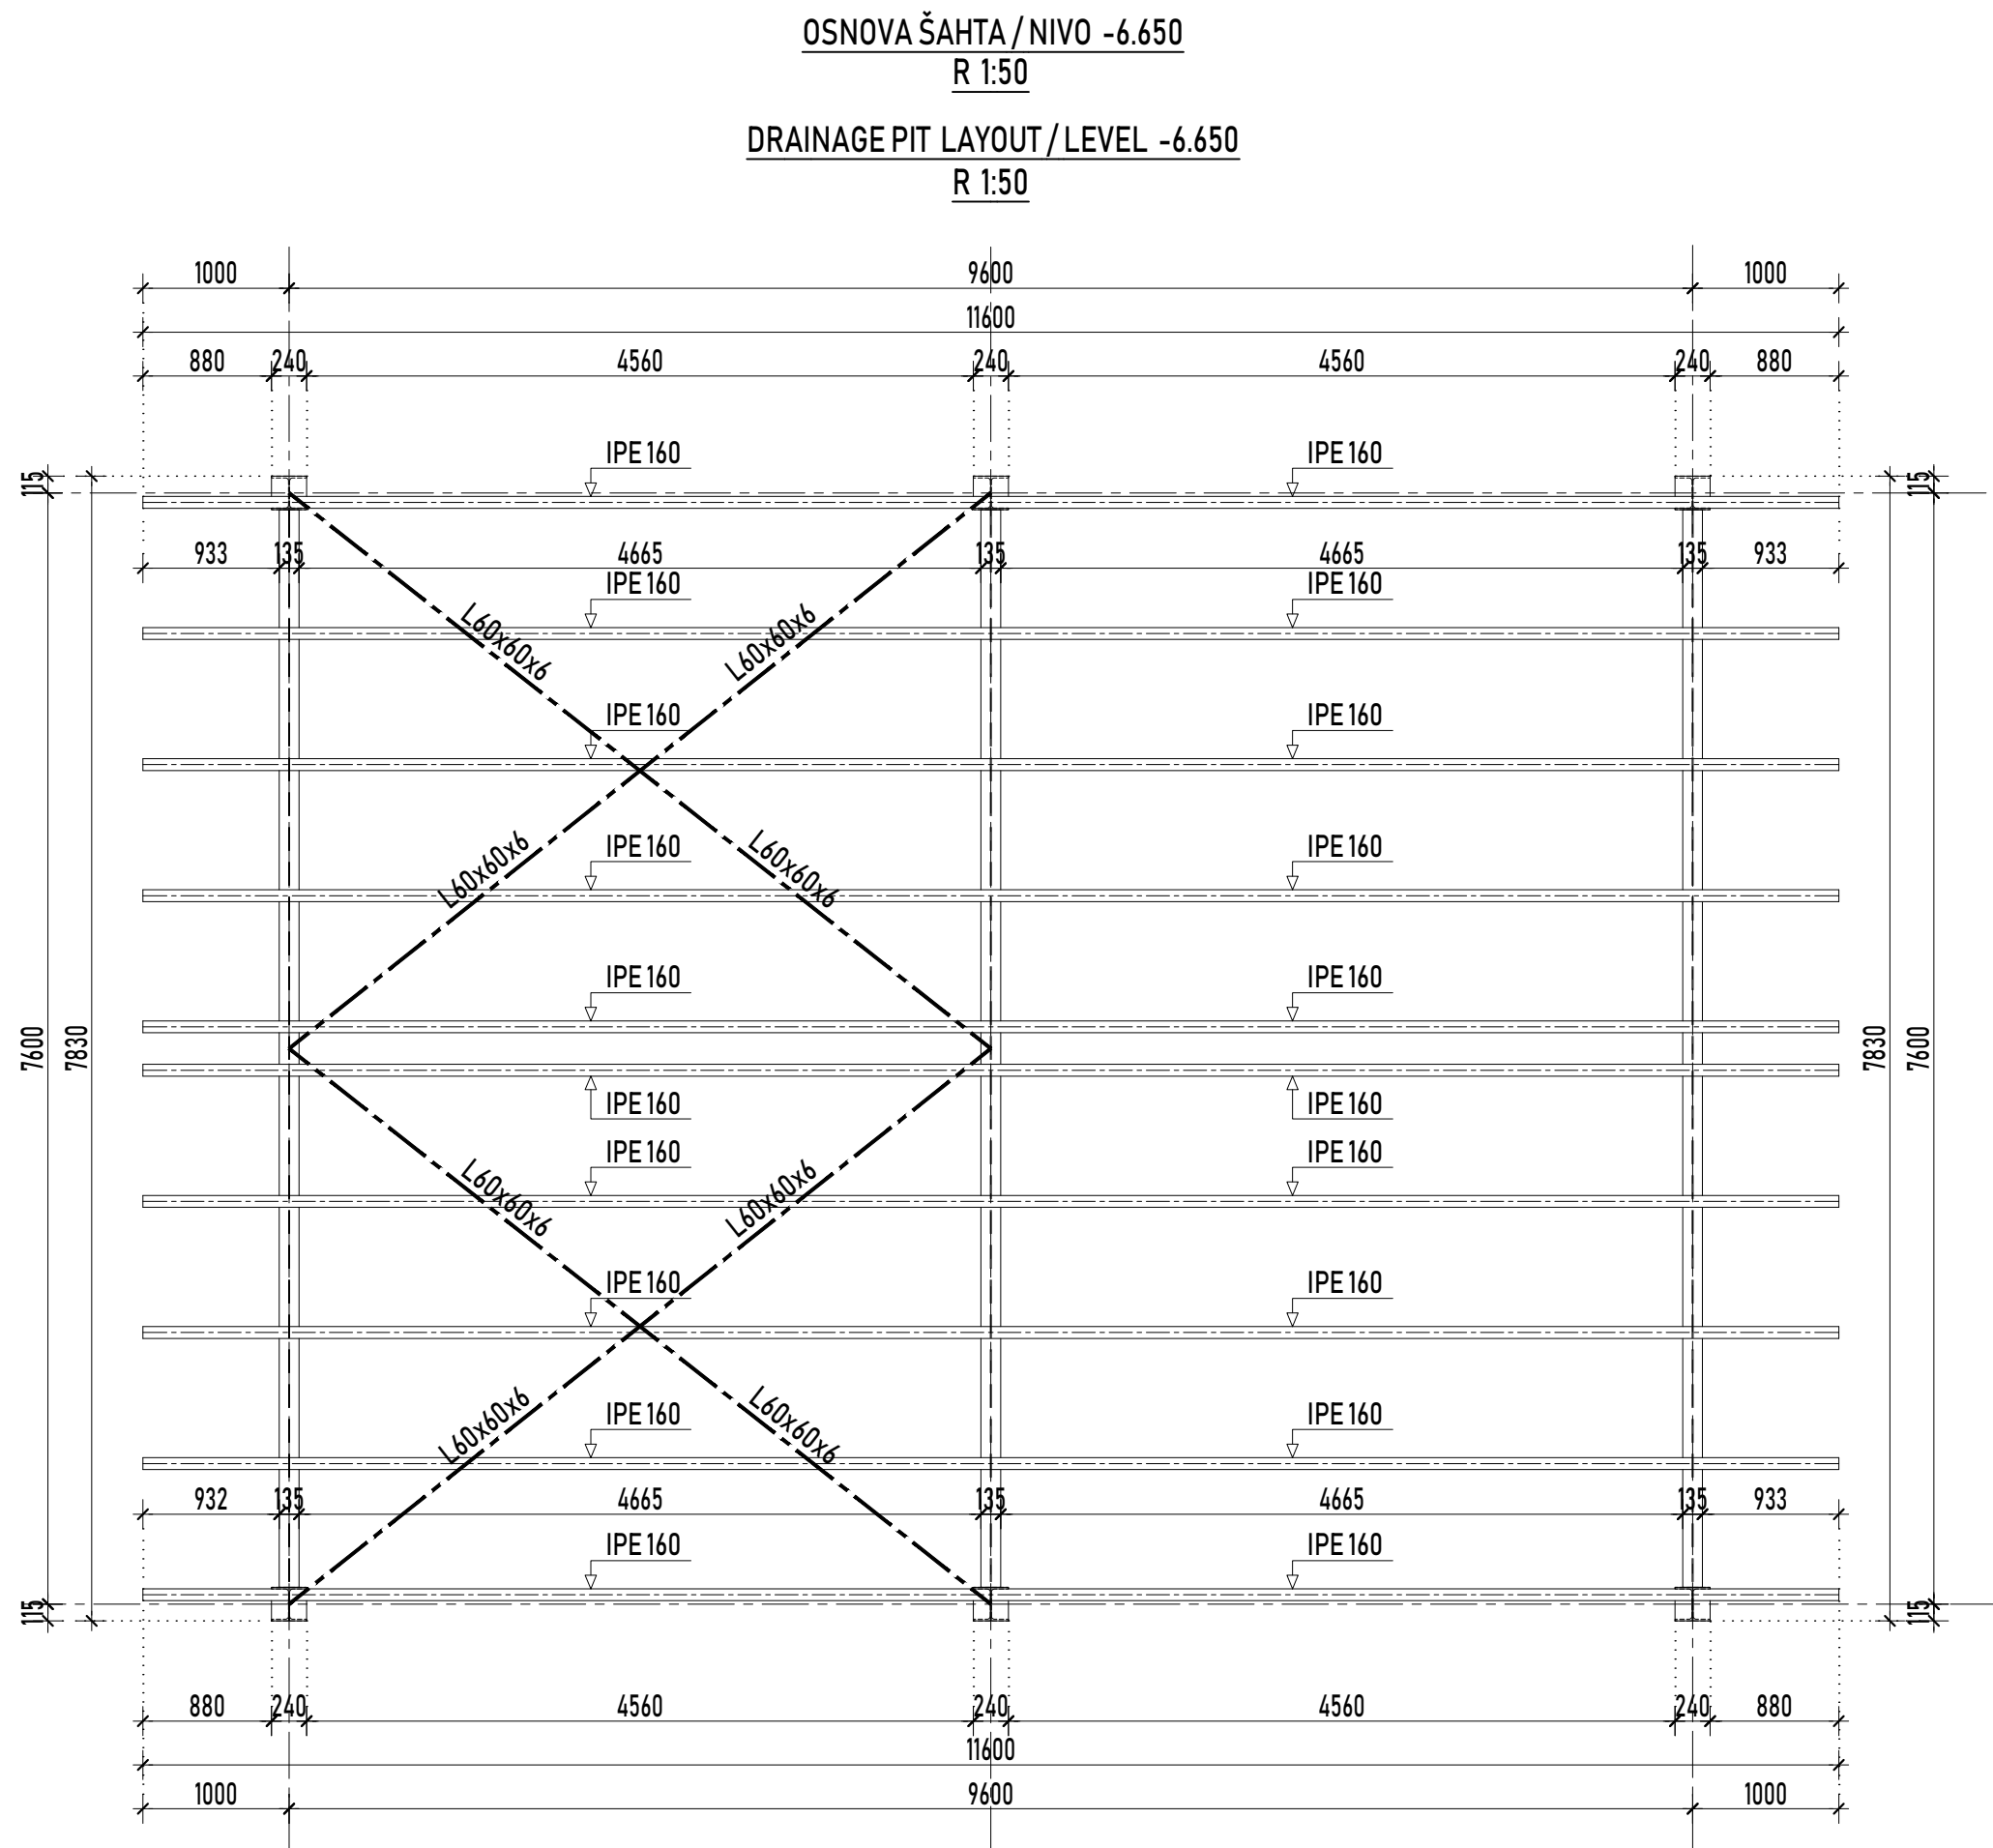 OSNOVA ŠAHTA / NIVO -6.650
R 1:50
DRAINAGE PIT LAYOUT / LEVEL -6.650
R 1:50
1000 9600 1000
11600
880 240 4560 240 4560 240 880
IPE 160 IPE 160
115 115
933 135 4665 135 4665 135 933
IPE 160 IPE 160
L60x60x6 L60x60x6
IPE 160 IPE 160
IPE 160 IPE 160
L60x60x6 L60x60x6
IPE 160 IPE 160
7600 7830 7830 7600
IPE 160 IPE 160
IPE 160 IPE 160
L60x60x6 L60x60x6
IPE 160 IPE 160
IPE 160 IPE 160
L60x60x6 L60x60x6
932 135 4665 135 4665 135 933
IPE 160 IPE 160
115 115
880 240 4560 240 4560 240 880
11600
1000 9600 1000